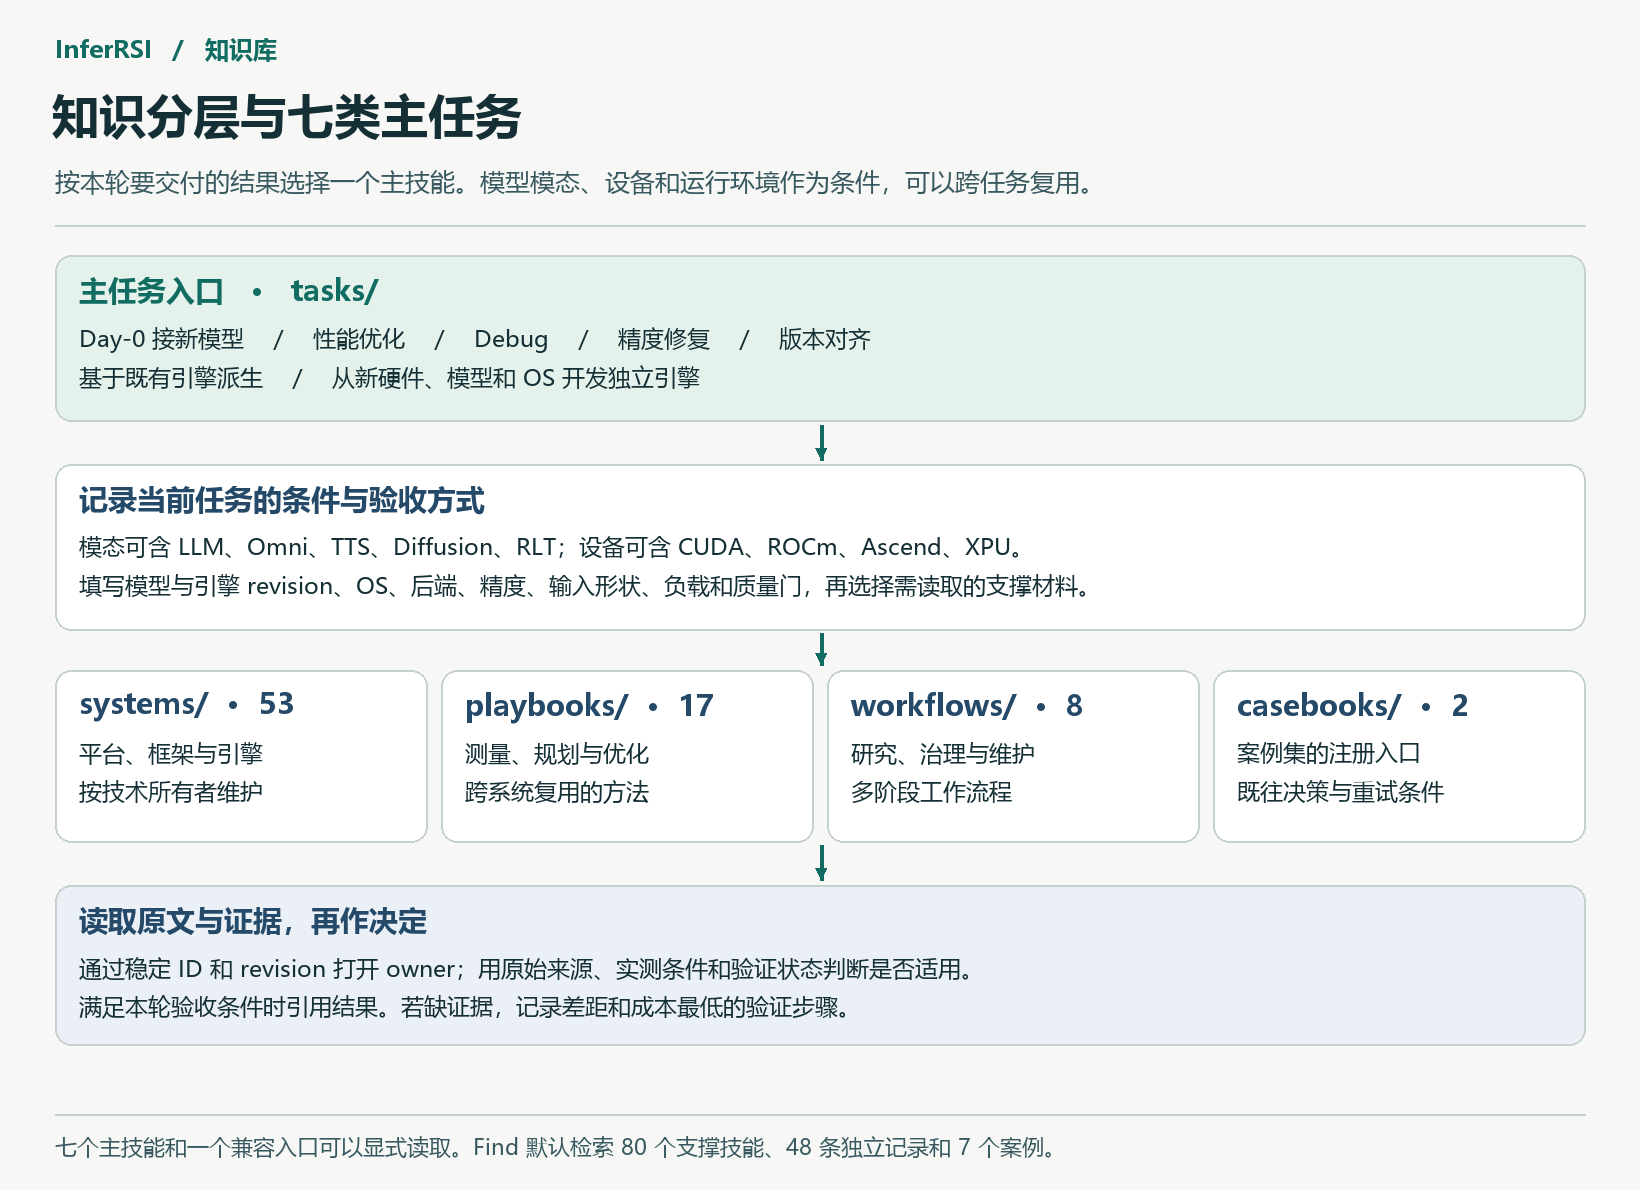 InferRSI / 知识库
知识分层与七类主任务
按本轮要交付的结果选择一个主技能。模型模态、设备和运行环境作为条件，可以跨任务复用。
主任务入口 • tasks/
Day-0 接新模型 / 性能优化 / Debug / 精度修复 / 版本对齐
基于既有引擎派生 / 从新硬件、模型和 OS 开发独立引擎
记录当前任务的条件与验收方式
模态可含 LLM、Omni、TTS、Diffusion、RLT；设备可含 CUDA、ROCm、Ascend、XPU。
填写模型与引擎 revision、OS、后端、精度、输入形状、负载和质量门，再选择需读取的支撑材料。
systems/ • 53
平台、框架与引擎
按技术所有者维护
playbooks/ • 17
测量、规划与优化
跨系统复用的方法
workflows/ • 8
研究、治理与维护
多阶段工作流程
casebooks/ • 2
案例集的注册入口
既往决策与重试条件
读取原文与证据，再作决定
通过稳定 ID 和 revision 打开 owner；用原始来源、实测条件和验证状态判断是否适用。
满足本轮验收条件时引用结果。若缺证据，记录差距和成本最低的验证步骤。
七个主技能和一个兼容入口可以显式读取。Find 默认检索 80 个支撑技能、48 条独立记录和 7 个案例。